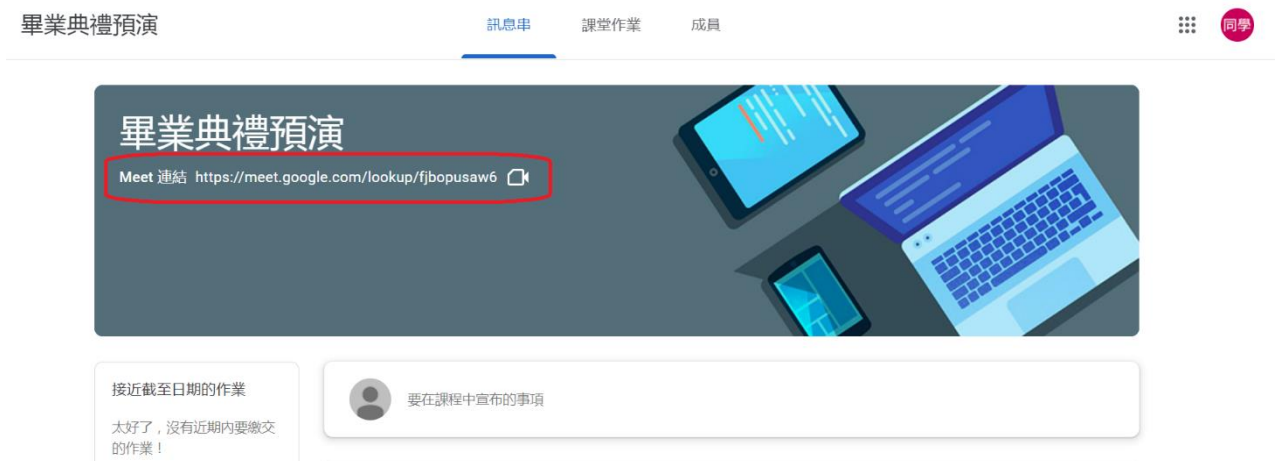 畢業典禮預演
訊息串 課堂作業 成員
同學
畢業典禮預演
Meet 連結 https://meet.google.com/lookup/fjbopusaw6
接近截至日期的作業
太好了，沒有近期內要繳交
的作業！
要在課程中宣布的事項